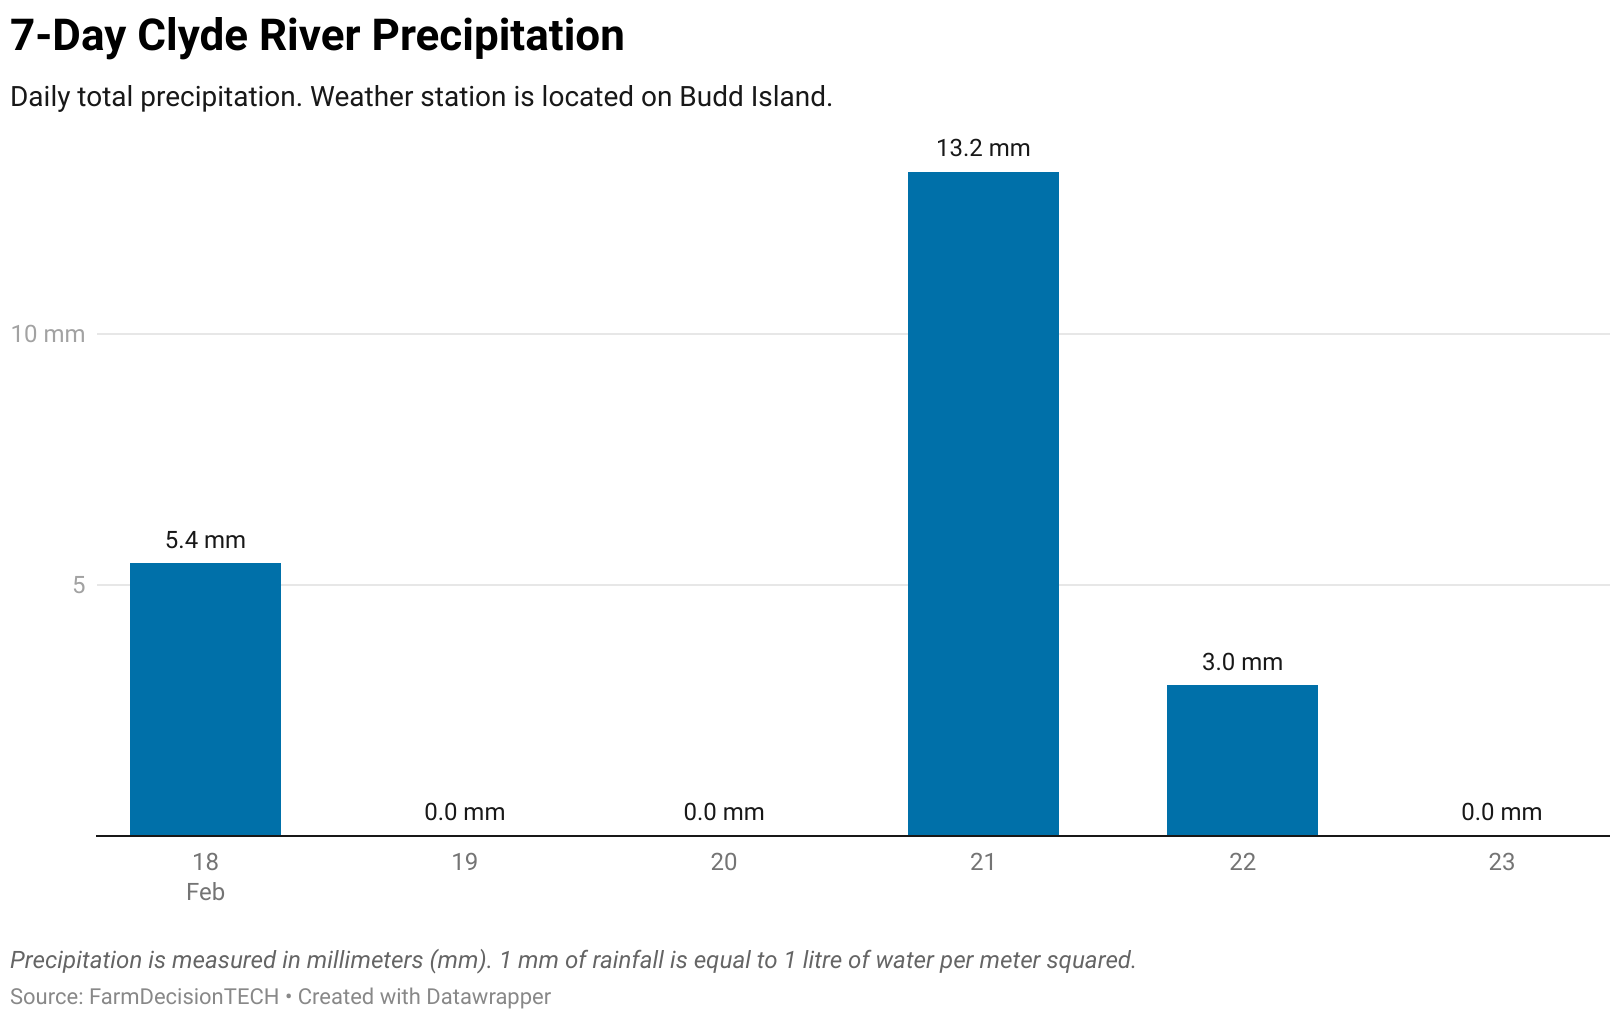 7-Day Clyde River Precipitation
Daily total precipitation. Weather station is located on Budd Island.
13.2 mm
10 mm
5.4 mm
5
3.0 mm
0.0 mm 0.0 mm 0.0 mm
18 19 20 21 22 23
Feb
Precipitation is measured in millimeters (mm). 1 mm of rainfall is equal to 1 litre of water per meter squared.
Source: FarmDecisionTECH • Created with Datawrapper